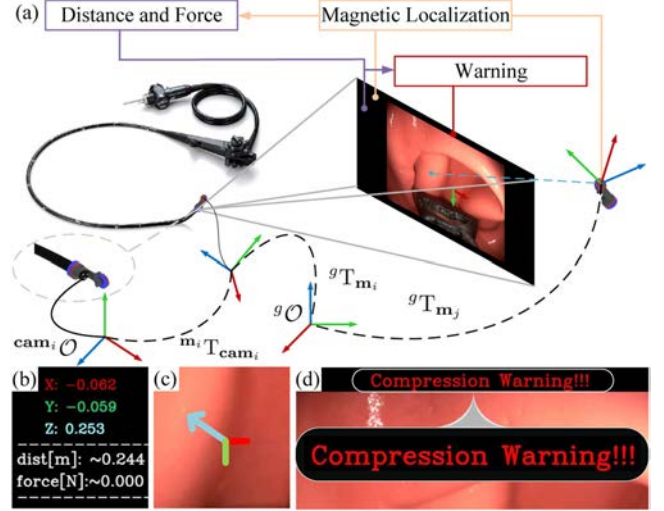 (a)
Distance and Force
Magnetic Localization
Warning
ᵍT𝐦ᵢ
ᵍT𝐦ⱼ
ᵍO
𝐜𝐚𝐦ᵢO
𝐦ᵢT𝐜𝐚𝐦ᵢ
(b)
X: -0.062
Y: -0.059
Z: 0.253
dist[m]: ~0.244
force[N]:~0.000
(c)
(d)
Compression Warning!!!
Compression Warning!!!